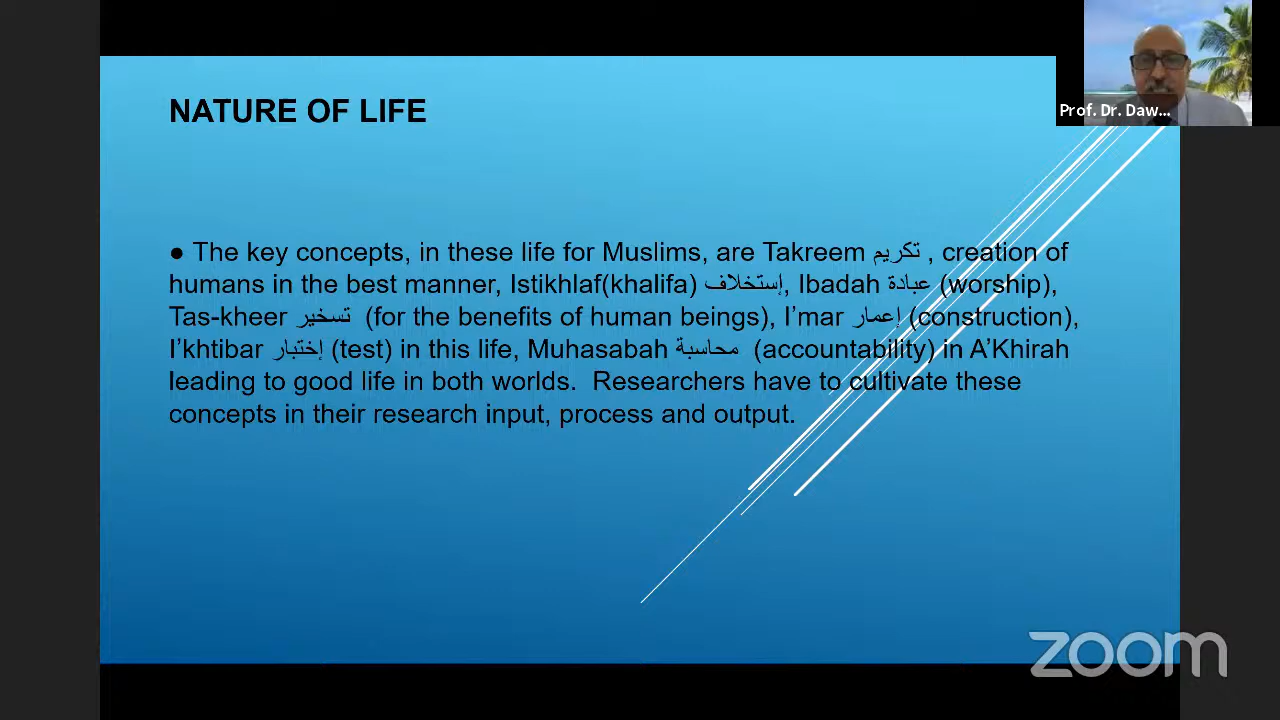 NATURE OF LIFE
Prof. Dr. Daw...
● The key concepts, in these life for Muslims, are Takreem تكريم , creation of
humans in the best manner, Istikhlaf(khalifa) إستخلاف, Ibadah عبادة (worship),
Tas-kheer تسخير (for the benefits of human beings), I’mar إعمار (construction),
I’khtibar إختبار (test) in this life, Muhasabah محاسبة (accountability) in A’Khirah
leading to good life in both worlds. Researchers have to cultivate these
concepts in their research input, process and output.
zoom